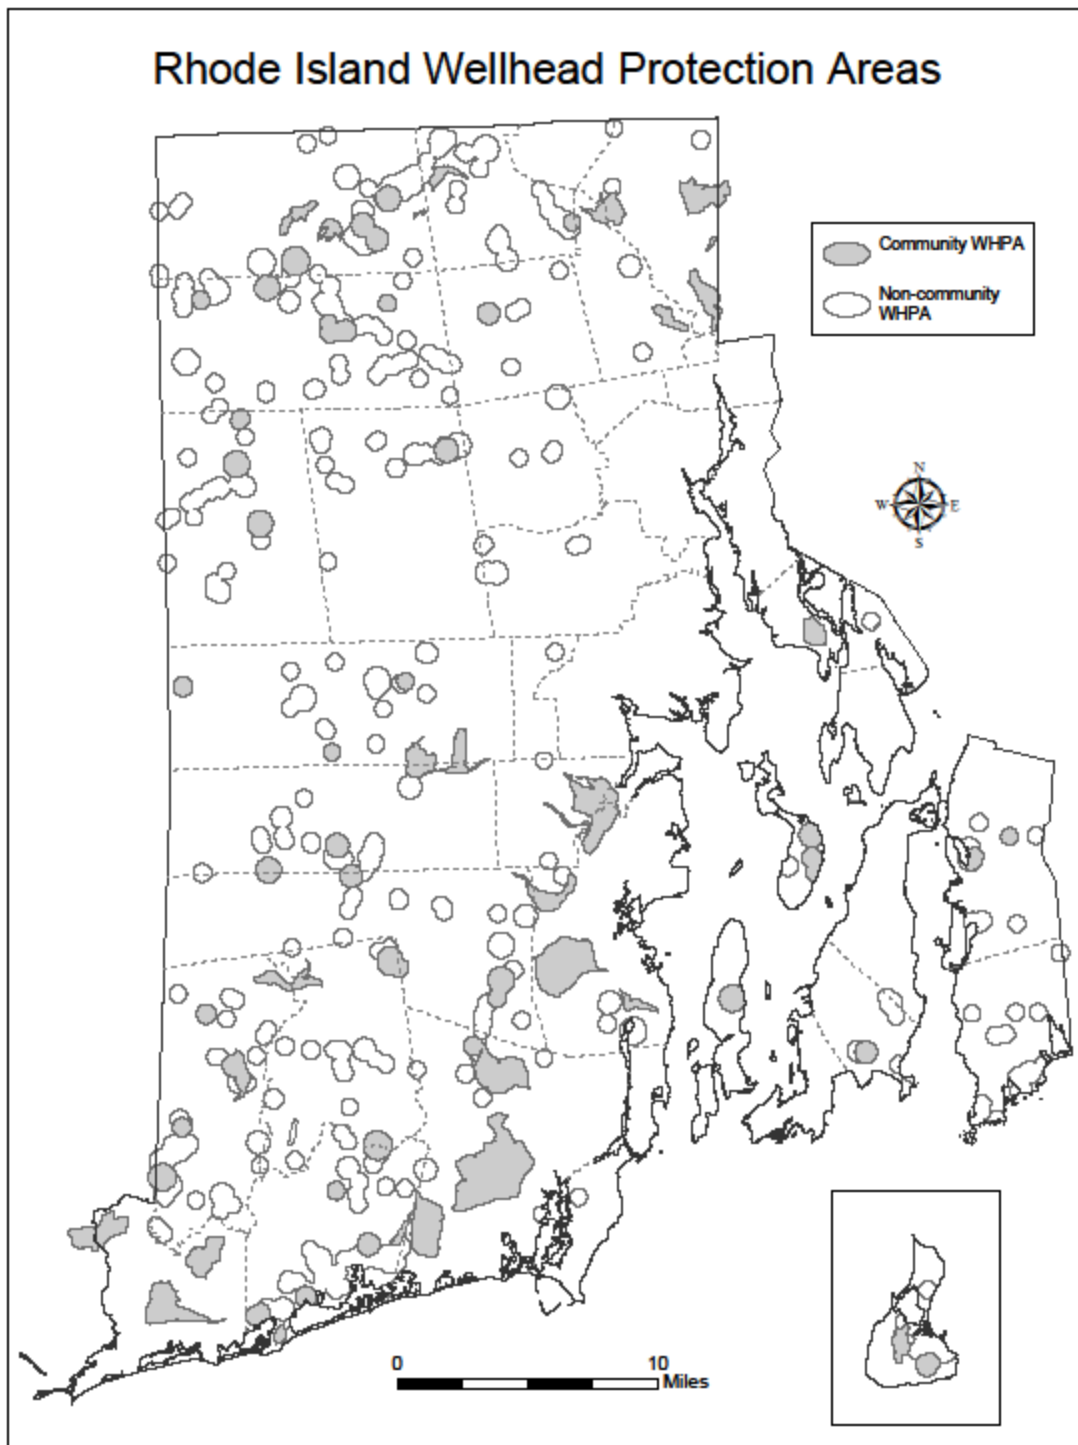 Rhode Island Wellhead Protection Areas
Community WHPA
Non-community
WHPA
N
W E
S
0 10
Miles